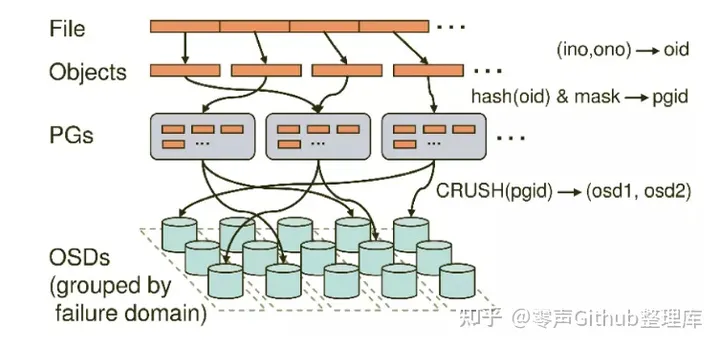 File
...
(ino,ono) → oid
Objects
...
hash(oid) & mask → pgid
PGs
...
...
...
...
CRUSH(pgid) → (osd1, osd2)
OSDs
(grouped by
failure domain)
知乎 @零声Github整理库